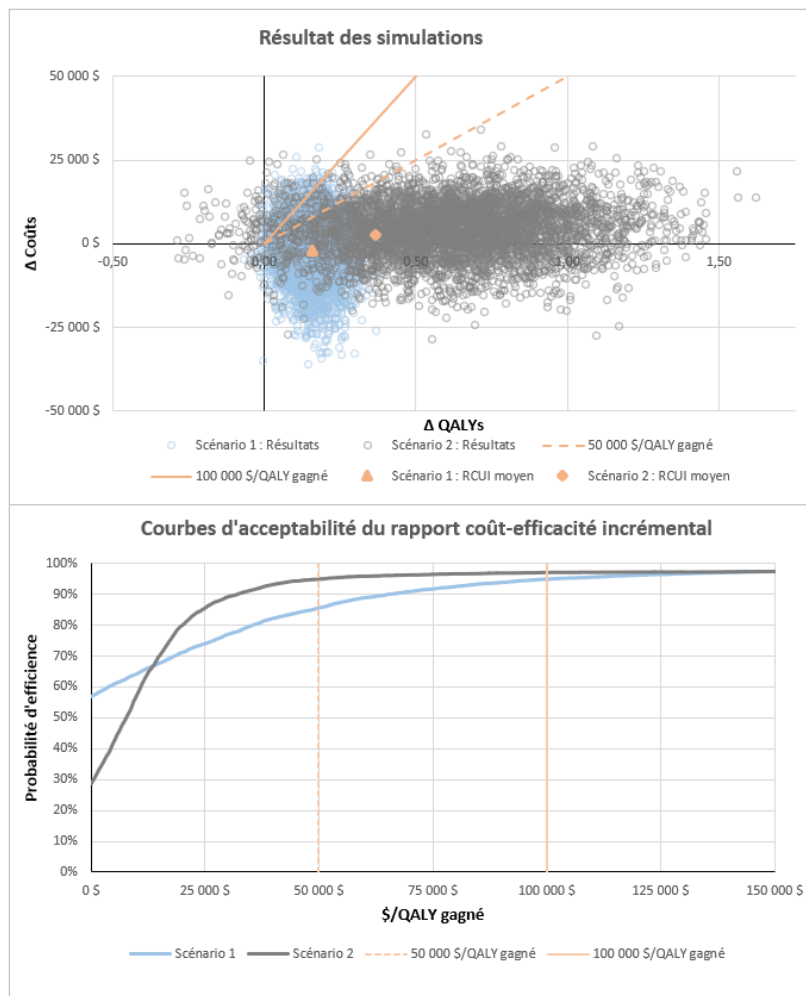 Résultat des simulations
50 000 $
25 000 $
0 $
-25 000 $
-50 000 $
Δ Coûts
-0,50
0,00
0,50
1,00
1,50
Δ QALYs
Scénario 1 : Résultats
Scénario 2 : Résultats
50 000 $/QALY gagné
100 000 $/QALY gagné
Scénario 1 : RCUI moyen
Scénario 2 : RCUI moyen
Courbes d'acceptabilité du rapport coût-efficacité incrémental
100%
90%
80%
70%
60%
50%
40%
30%
20%
10%
0%
Probabilité d'efficience
0 $
25 000 $
50 000 $
75 000 $
100 000 $
125 000 $
150 000 $
$/QALY gagné
Scénario 1
Scénario 2
50 000 $/QALY gagné
100 000 $/QALY gagné